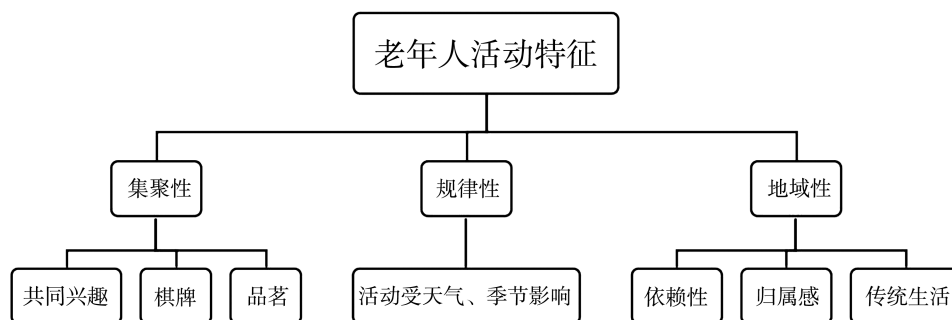 老年人活动特征
集聚性
规律性
地域性
共同兴趣
棋牌
品茗
活动受天气、季节影响
依赖性
归属感
传统生活